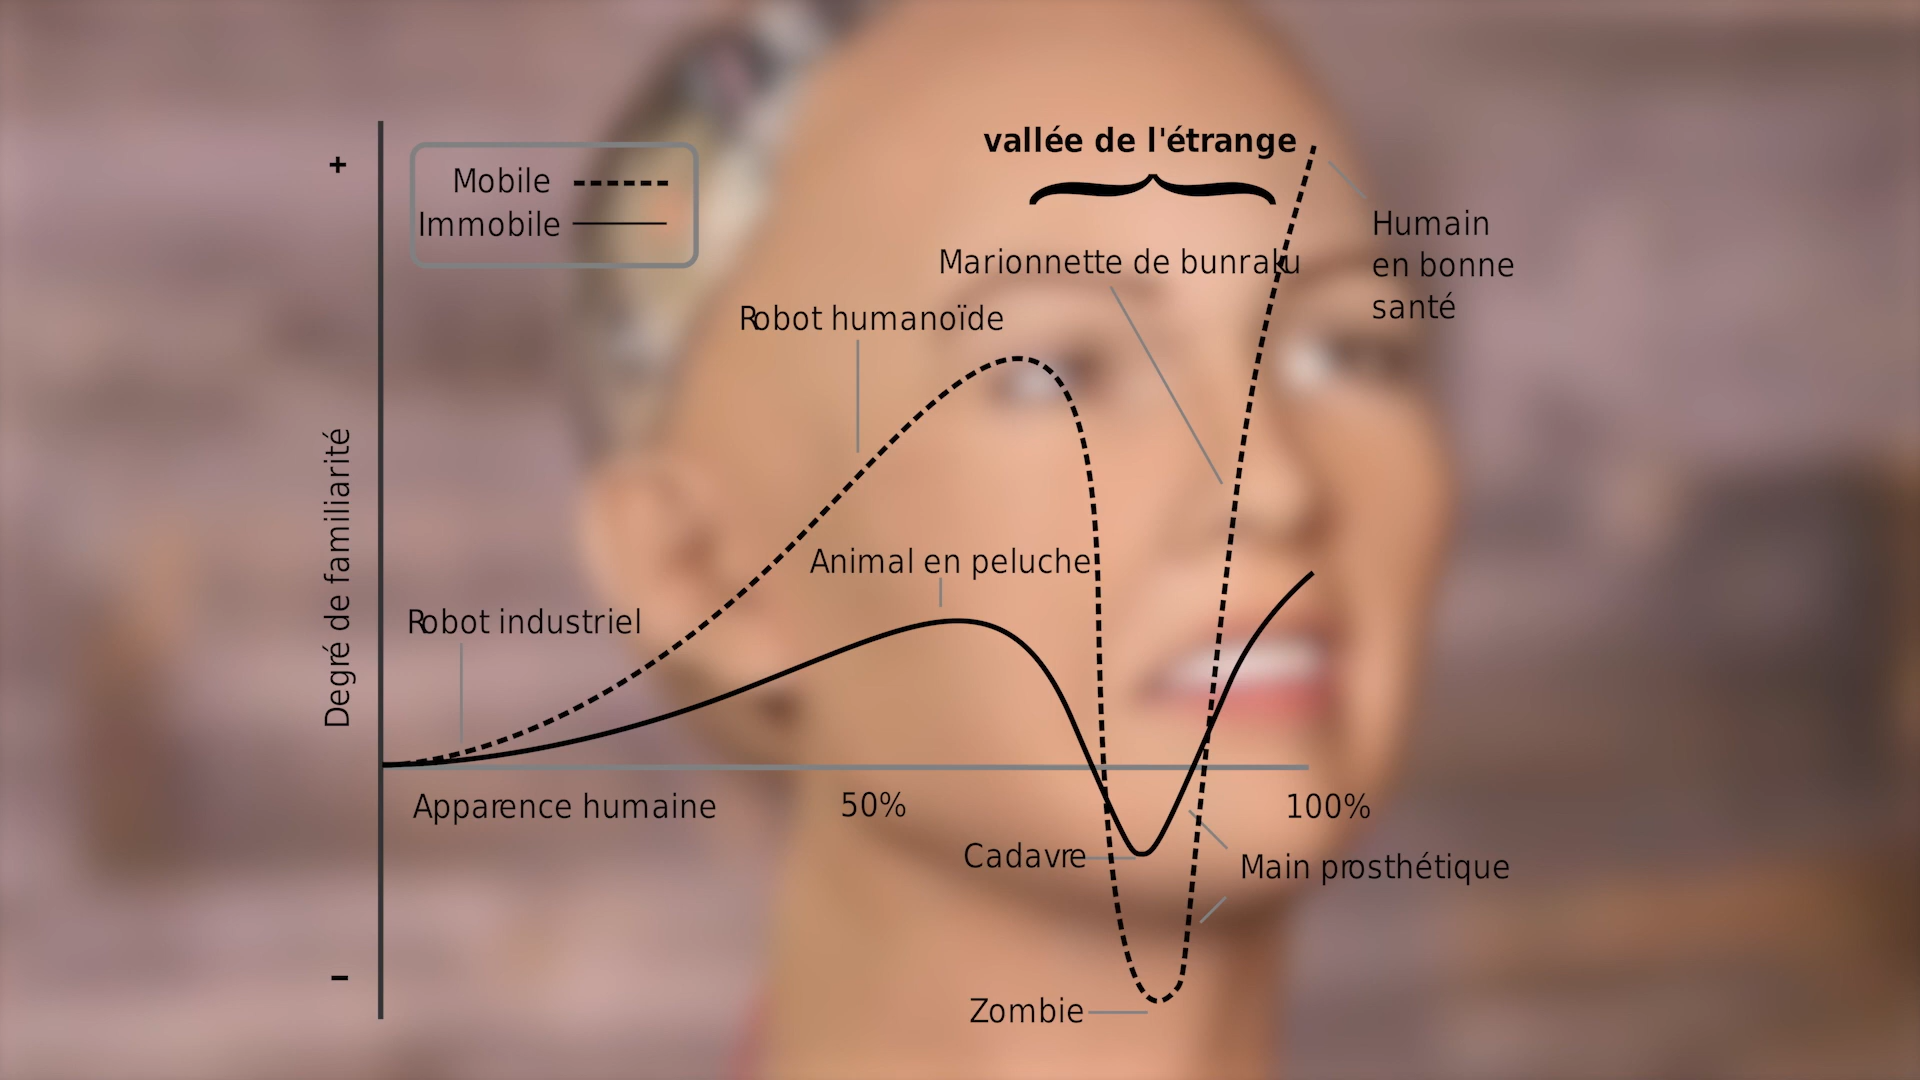 vallée de l'étrange
+
Mobile
Immobile
Humain
en bonne
santé
Marionnette de bunraku
Robot humanoïde
Degré de familiarité
Animal en peluche
Robot industriel
Apparence humaine
50%
100%
Cadavre
Main prosthétique
–
Zombie